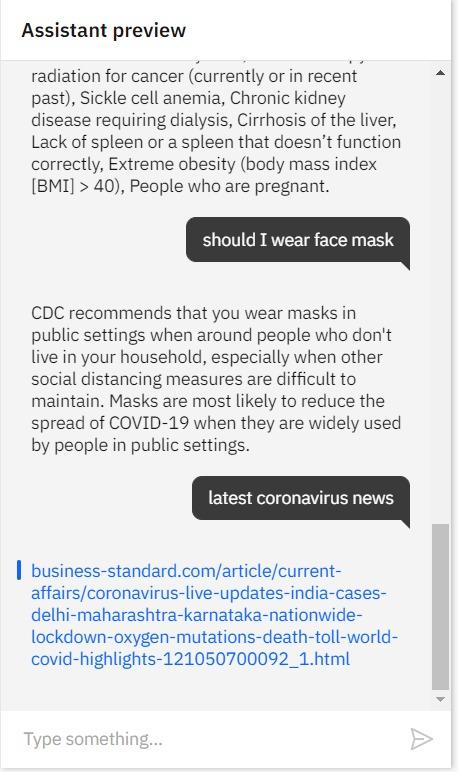 Assistant preview
radiation for cancer (currently or in recent
past), Sickle cell anemia, Chronic kidney
disease requiring dialysis, Cirrhosis of the liver,
Lack of spleen or a spleen that doesn’t function
correctly, Extreme obesity (body mass index
[BMI] > 40), People who are pregnant.
should I wear face mask
CDC recommends that you wear masks in
public settings when around people who don't
live in your household, especially when other
social distancing measures are difficult to
maintain. Masks are most likely to reduce the
spread of COVID-19 when they are widely used
by people in public settings.
latest coronavirus news
business-standard.com/article/current-
affairs/coronavirus-live-updates-india-cases-
delhi-maharashtra-karnataka-nationwide-
lockdown-oxygen-mutations-death-toll-world-
covid-highlights-121050700092_1.html
Type something...